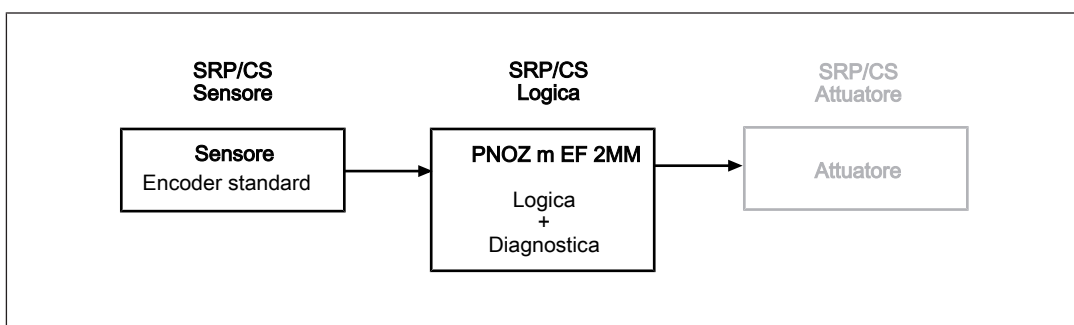 SRP/CS
Sensore
SRP/CS
Logica
SRP/CS
Attuatore
Sensore
Encoder standard
PNOZ m EF 2MM
Logica
+
Diagnostica
Attuatore